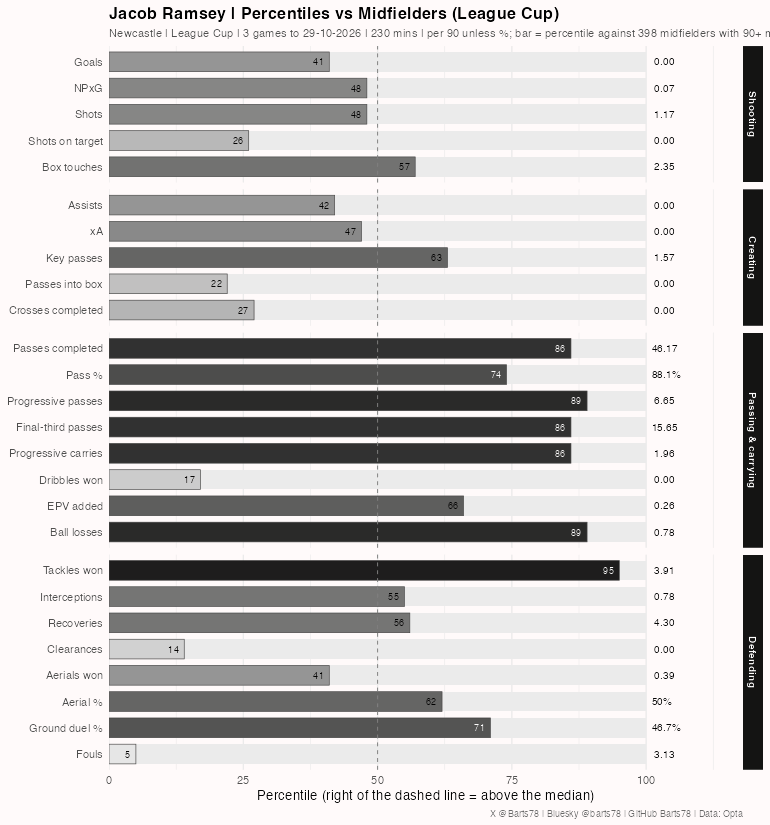 Jacob Ramsey | Percentiles vs Midfielders (League Cup)
Newcastle | League Cup | 3 games to 29-10-2026 | 230 mins | per 90 unless %; bar = percentile against 398 midfielders with 90+ m
Goals 41 0.00
NPxG 48 0.07
Shots 48 1.17
Shots on target 26 0.00
Box touches 57 2.35
Shooting
Assists 42 0.00
xA 47 0.00
Key passes 63 1.57
Passes into box 22 0.00
Crosses completed 27 0.00
Creating
Passes completed 86 46.17
Pass % 74 88.1%
Progressive passes 89 6.65
Final-third passes 86 15.65
Progressive carries 86 1.96
Dribbles won 17 0.00
EPV added 66 0.26
Ball losses 89 0.78
Passing & carrying
Tackles won 95 3.91
Interceptions 55 0.78
Recoveries 56 4.30
Clearances 14 0.00
Aerials won 41 0.39
Aerial % 62 50%
Ground duel % 71 46.7%
Fouls 5 3.13
Defending
0 25 50 75 100
Percentile (right of the dashed line = above the median)
X @Barts78 | Bluesky @barts78 | GitHub Barts78 | Data: Opta